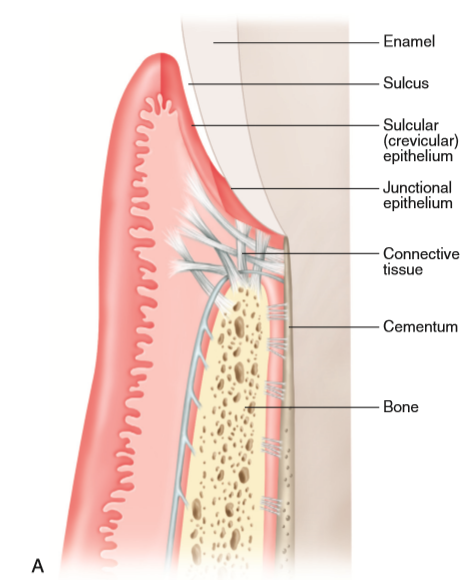 Enamel
Sulcus
Sulcular
(crevicular)
epithelium
Junctional
epithelium
Connective
tissue
Cementum
Bone
A